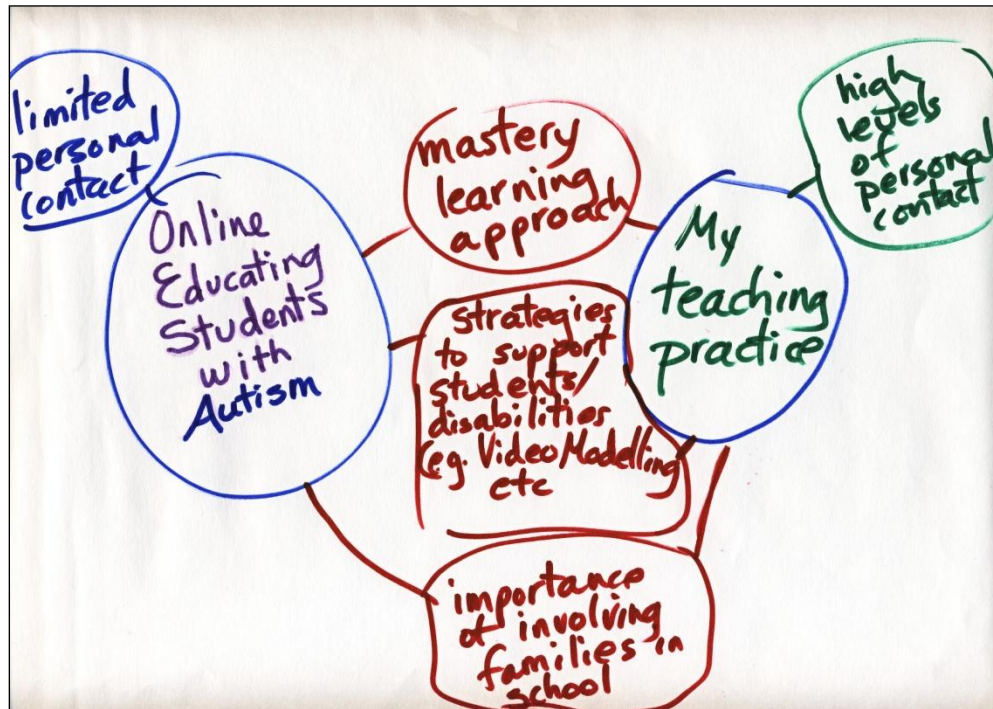 limited
personal
contact
Online
Educating
Students
with
Autism
mastery
learning
approach
strategies
to support
students/
disabilities
(e.g. Video Modelling)
etc
importance
of involving
families in
school
My
teaching
practice
high
levels
of
personal
contact